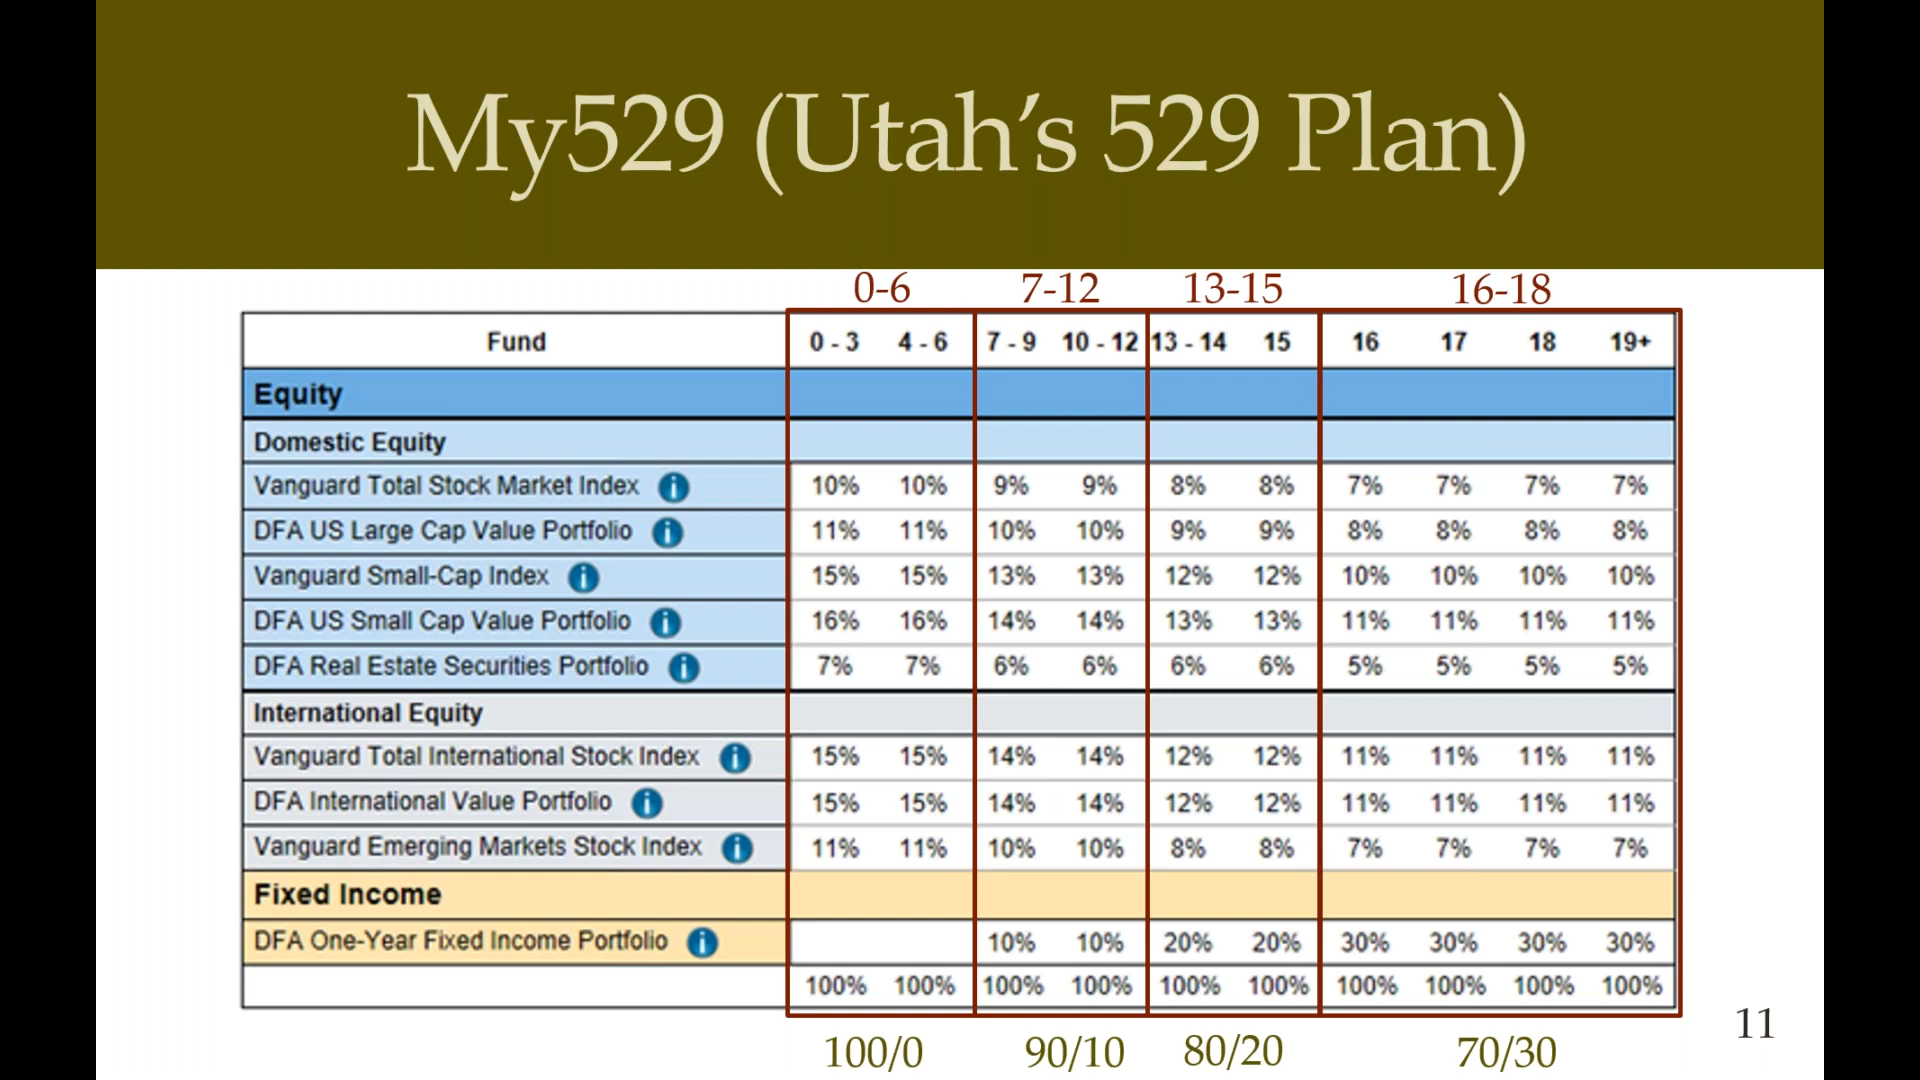 My529 (Utah’s 529 Plan)
0-6 7-12 13-15 16-18
Fund 0 - 3 4 - 6 7 - 9 10 - 12 13 - 14 15 16 17 18 19+
Equity
Domestic Equity
Vanguard Total Stock Market Index i 10% 10% 9% 9% 8% 8% 7% 7% 7% 7%
DFA US Large Cap Value Portfolio i 11% 11% 10% 10% 9% 9% 8% 8% 8% 8%
Vanguard Small-Cap Index i 15% 15% 13% 13% 12% 12% 10% 10% 10% 10%
DFA US Small Cap Value Portfolio i 16% 16% 14% 14% 13% 13% 11% 11% 11% 11%
DFA Real Estate Securities Portfolio i 7% 7% 6% 6% 6% 6% 5% 5% 5% 5%
International Equity
Vanguard Total International Stock Index i 15% 15% 14% 14% 12% 12% 11% 11% 11% 11%
DFA International Value Portfolio i 15% 15% 14% 14% 12% 12% 11% 11% 11% 11%
Vanguard Emerging Markets Stock Index i 11% 11% 10% 10% 8% 8% 7% 7% 7% 7%
Fixed Income
DFA One-Year Fixed Income Portfolio i 10% 10% 20% 20% 30% 30% 30% 30%
100% 100% 100% 100% 100% 100% 100% 100% 100% 100%
100/0 90/10 80/20 70/30
11